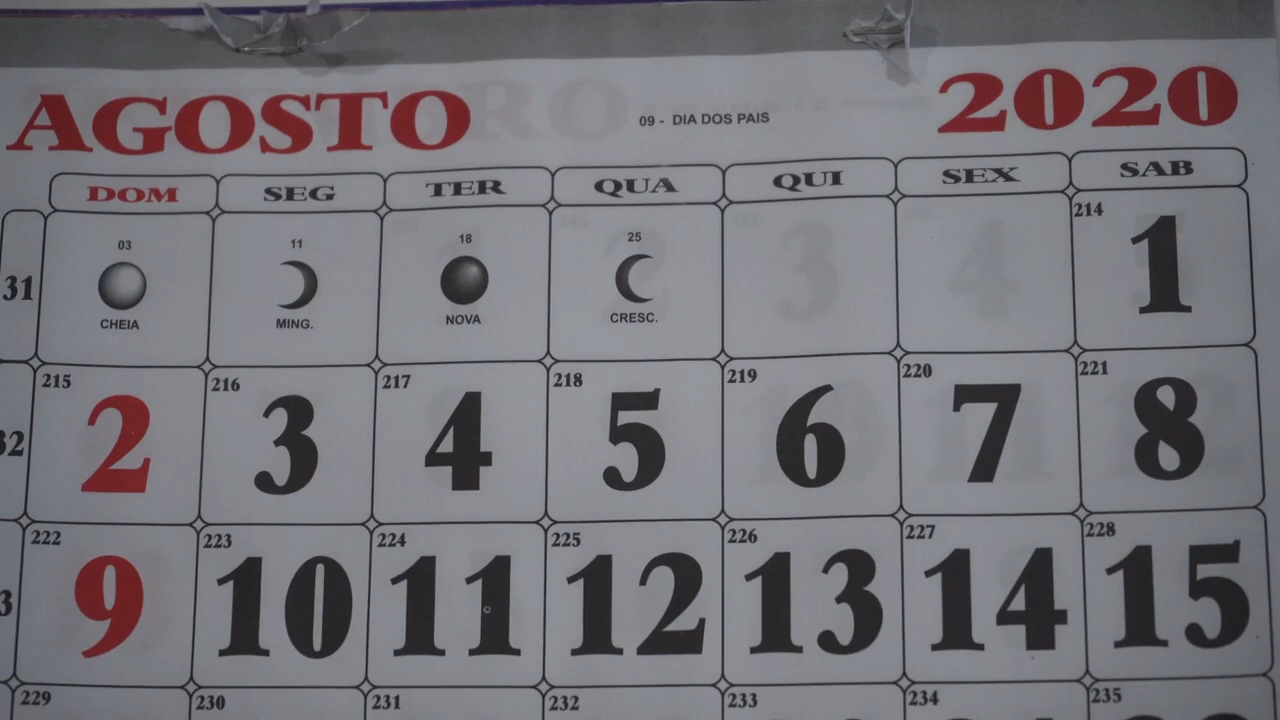 AGOSTO 09 - DIA DOS PAIS 2020
DOM SEG TER QUA QUI SEX SAB
31 03 11 18 25 214 1
CHEIA MING. NOVA CRESC.
32 215 2 216 3 217 4 218 5 219 6 220 7 221 8
3 222 9 223 10 224 11 225 12 226 13 227 14 228 15
229 230 231 232 233 234 235